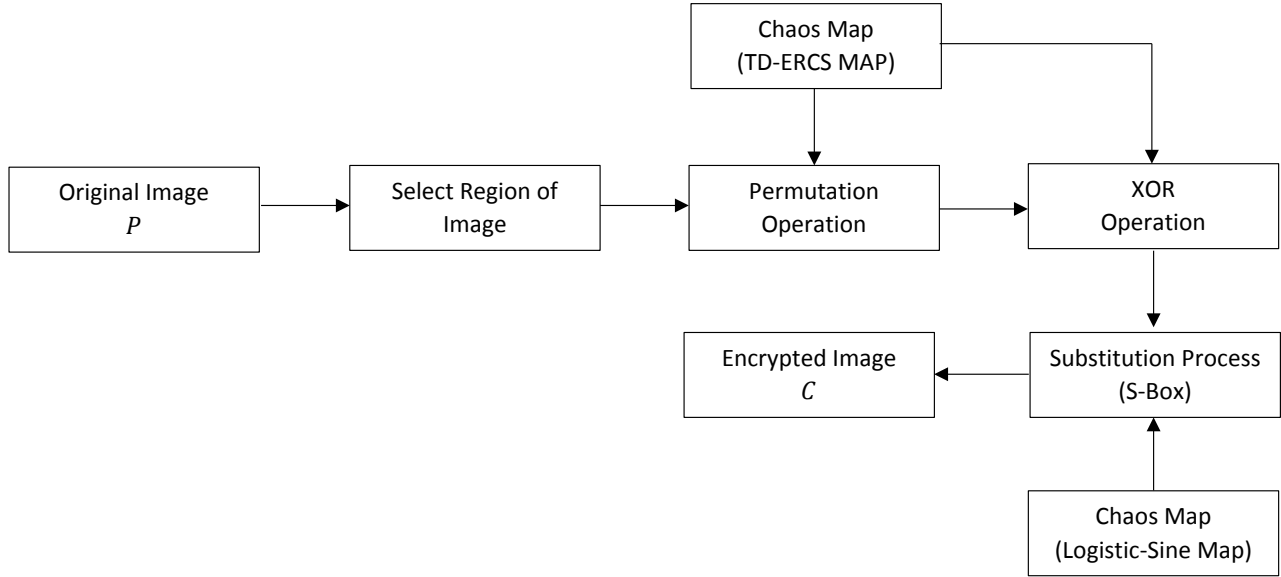 Chaos Map
(TD-ERCS MAP)
Original Image
P
Select Region of
Image
Permutation
Operation
XOR
Operation
Encrypted Image
C
Substitution Process
(S-Box)
Chaos Map
(Logistic-Sine Map)